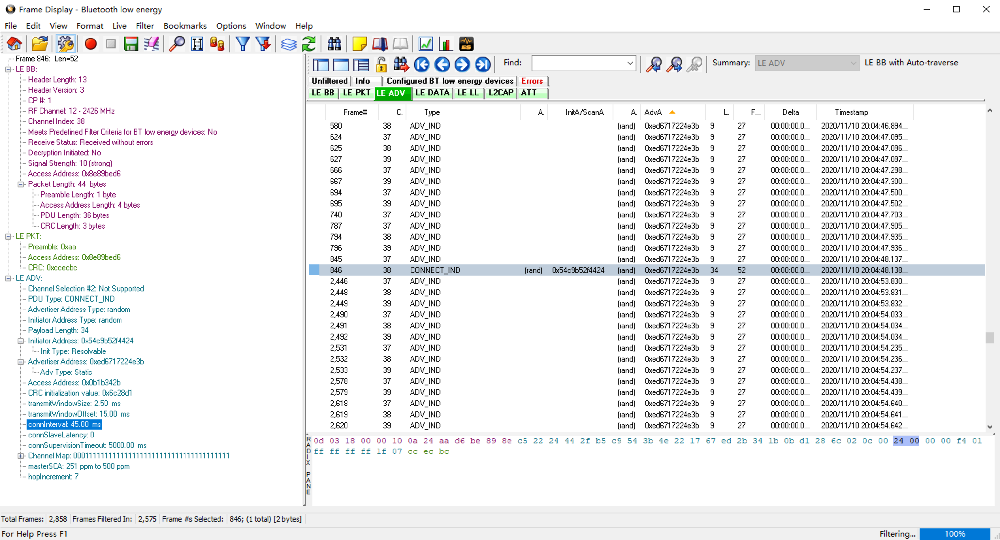 Frame Display - Bluetooth low energy
File Edit View Format Live Filter Bookmarks Options Window Help
ES
Frame 846: Len=52
LE BB:
Header Length: 13
Header Version: 3
CP #: 1
RF Channel: 12 - 2426 MHz
Channel Index: 38
Meets Predefined Filter Criteria for BT low energy devices: No
Receive Status: Received without errors
Decryption Initiated: No
Signal Strength: 10 (strong)
Access Address: 0x8e89bed6
Packet Length: 44 bytes
Preamble Length: 1 byte
Access Address Length: 4 bytes
PDU Length: 36 bytes
CRC Length: 3 bytes
LE PKT:
Preamble: 0xaa
Access Address: 0x8e89bed6
CRC: 0xccecbc
LE ADV:
Channel Selection #2: Not Supported
PDU Type: CONNECT_IND
Advertiser Address Type: random
Initiator Address Type: random
Payload Length: 34
Initiator Address: 0x54c9b52f4424
Init Type: Resolvable
Advertiser Address: 0xed6717224e3b
Adv Type: Static
Access Address: 0x0b1b342b
CRC initialization value: 0x6c28d1
transmitWindowSize: 2.50 ms
transmitWindowOffset: 15.00 ms
connInterval: 45.00 ms
connSlaveLatency: 0
connSupervisionTimeout: 5000.00 ms
Channel Map: 0001111111111111111111111111111111111111
masterSCA: 251 ppm to 500 ppm
hopIncrement: 7
Find: Summary: LE ADV LE BB with Auto-traverse
Unfiltered Info Configured BT low energy devices Errors
LE BB LE PKT LE ADV LE DATA LE LL L2CAP ATT
Frame# C. Type A. InitA/ScanA A. AdvA L. F... Delta Timestamp
580 38 ADV_IND (rand) 0xed6717224e3b 9 27 00:00:00.0... 2020/11/10 20:04:46.894...
624 37 ADV_IND (rand) 0xed6717224e3b 9 27 00:00:00.0... 2020/11/10 20:04:47.095...
625 38 ADV_IND (rand) 0xed6717224e3b 9 27 00:00:00.0... 2020/11/10 20:04:47.096...
627 39 ADV_IND (rand) 0xed6717224e3b 9 27 00:00:00.0... 2020/11/10 20:04:47.097...
666 37 ADV_IND (rand) 0xed6717224e3b 9 27 00:00:00.0... 2020/11/10 20:04:47.298...
667 39 ADV_IND (rand) 0xed6717224e3b 9 27 00:00:00.0... 2020/11/10 20:04:47.300...
694 37 ADV_IND (rand) 0xed6717224e3b 9 27 00:00:00.0... 2020/11/10 20:04:47.500...
695 39 ADV_IND (rand) 0xed6717224e3b 9 27 00:00:00.0... 2020/11/10 20:04:47.502...
740 37 ADV_IND (rand) 0xed6717224e3b 9 27 00:00:00.0... 2020/11/10 20:04:47.703...
787 37 ADV_IND (rand) 0xed6717224e3b 9 27 00:00:00.0... 2020/11/10 20:04:47.905...
794 38 ADV_IND (rand) 0xed6717224e3b 9 27 00:00:00.0... 2020/11/10 20:04:47.935...
796 39 ADV_IND (rand) 0xed6717224e3b 9 27 00:00:00.0... 2020/11/10 20:04:47.936...
845 37 ADV_IND (rand) 0xed6717224e3b 9 27 00:00:00.0... 2020/11/10 20:04:48.137...
846 38 CONNECT_IND (rand) 0x54c9b52f4424 (rand) 0xed6717224e3b 34 52 00:00:00.0... 2020/11/10 20:04:48.138...
2,446 37 ADV_IND (rand) 0xed6717224e3b 9 27 00:00:00.0... 2020/11/10 20:04:53.830...
2,448 38 ADV_IND (rand) 0xed6717224e3b 9 27 00:00:00.0... 2020/11/10 20:04:53.831...
2,449 39 ADV_IND (rand) 0xed6717224e3b 9 27 00:00:00.0... 2020/11/10 20:04:53.832...
2,490 37 ADV_IND (rand) 0xed6717224e3b 9 27 00:00:00.0... 2020/11/10 20:04:54.033...
2,491 38 ADV_IND (rand) 0xed6717224e3b 9 27 00:00:00.0... 2020/11/10 20:04:54.034...
2,492 39 ADV_IND (rand) 0xed6717224e3b 9 27 00:00:00.0... 2020/11/10 20:04:54.034...
2,531 37 ADV_IND (rand) 0xed6717224e3b 9 27 00:00:00.0... 2020/11/10 20:04:54.235...
2,532 38 ADV_IND (rand) 0xed6717224e3b 9 27 00:00:00.0... 2020/11/10 20:04:54.236...
2,533 39 ADV_IND (rand) 0xed6717224e3b 9 27 00:00:00.0... 2020/11/10 20:04:54.237...
2,578 37 ADV_IND (rand) 0xed6717224e3b 9 27 00:00:00.0... 2020/11/10 20:04:54.438...
2,579 39 ADV_IND (rand) 0xed6717224e3b 9 27 00:00:00.0... 2020/11/10 20:04:54.439...
2,618 37 ADV_IND (rand) 0xed6717224e3b 9 27 00:00:00.0... 2020/11/10 20:04:54.640...
2,619 38 ADV_IND (rand) 0xed6717224e3b 9 27 00:00:00.0... 2020/11/10 20:04:54.641...
2,620 39 ADV_IND (rand) 0xed6717224e3b 9 27 00:00:00.0... 2020/11/10 20:04:54.642...
RADIX PANE
0d 03 18 00 00 10 0a 24 aa d6 be 89 8e c5 22 24 44 2f b5 c9 54 3b 4e 22 17 67 ed 2b 34 1b 0b d1 28 6c 02 0c 00 24 00 00 00 f4 01
ff ff ff ff 1f 07 cc ec bc
Total Frames: 2,858 Frames Filtered In: 2,575 Frame #s Selected: 846; (1 total) [2 bytes]
For Help Press F1 Filtering... 100%